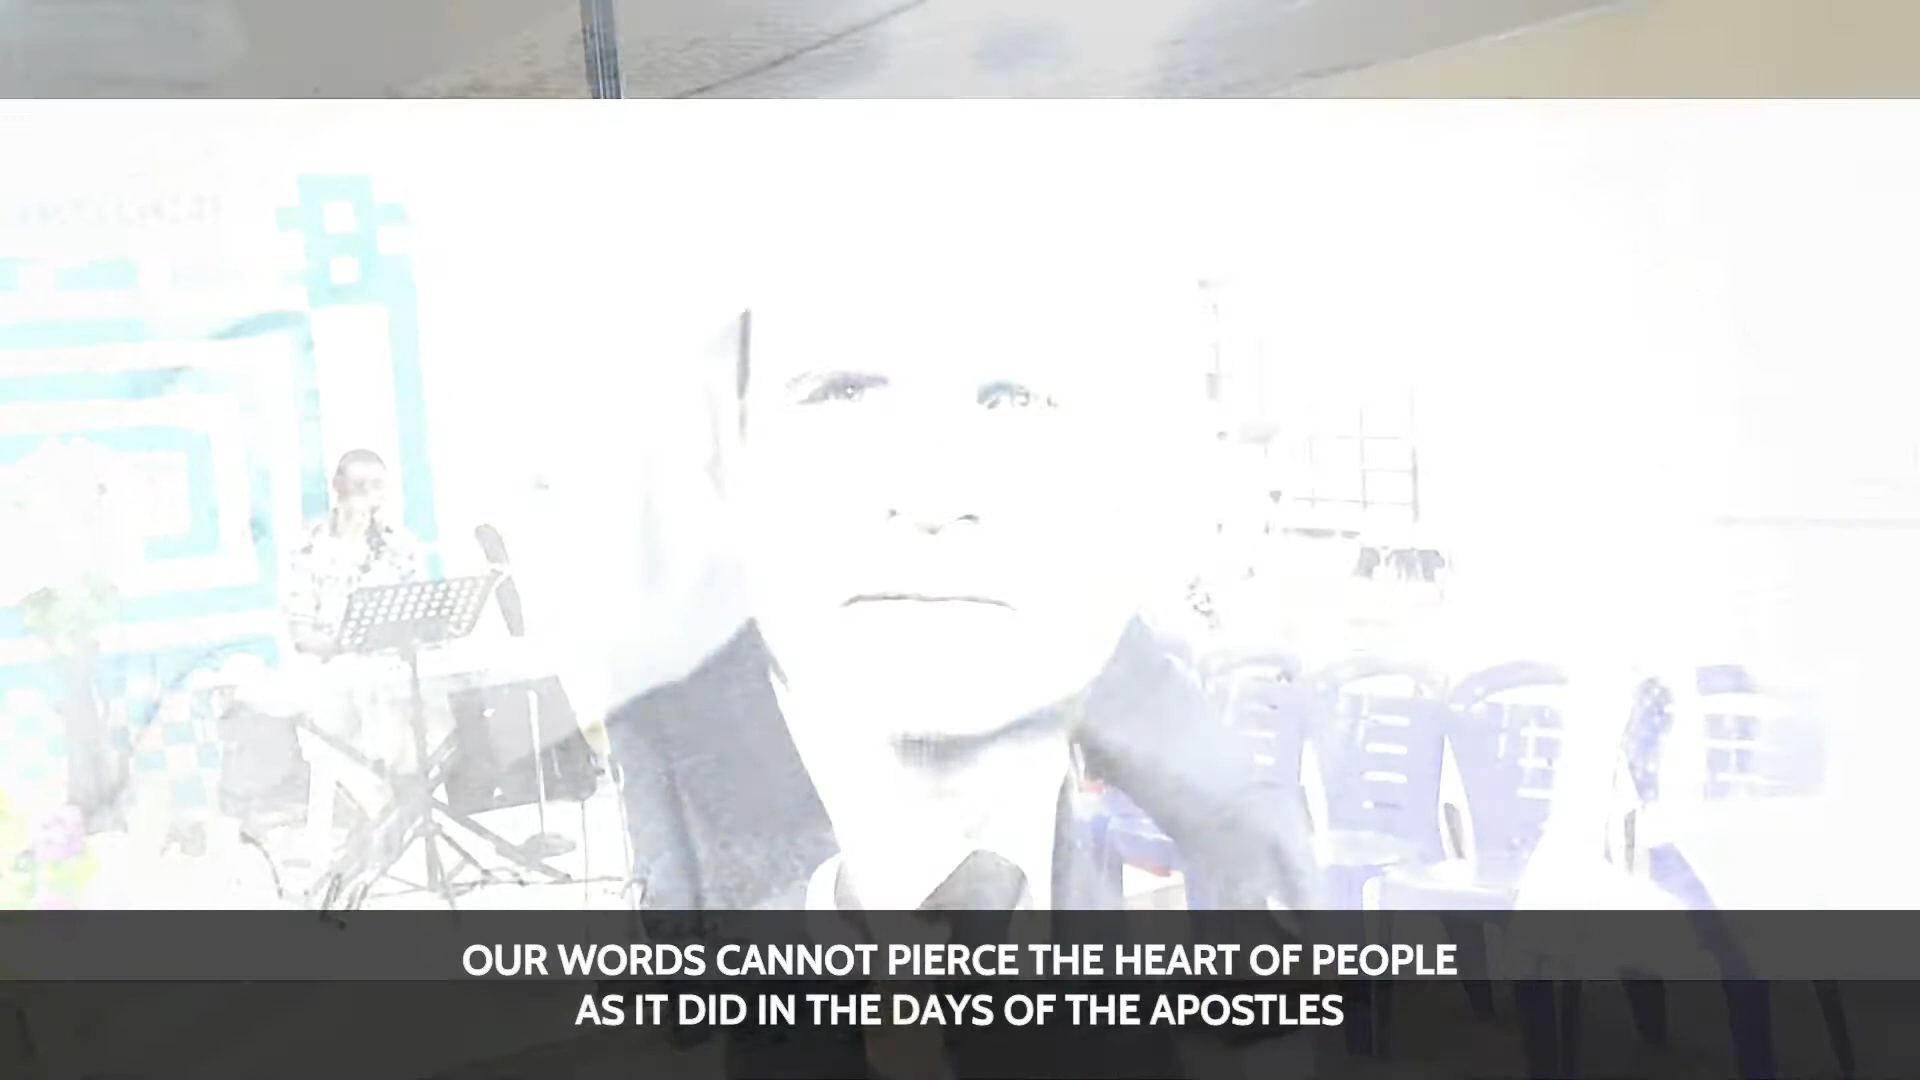 OUR WORDS CANNOT PIERCE THE HEART OF PEOPLE
AS IT DID IN THE DAYS OF THE APOSTLES